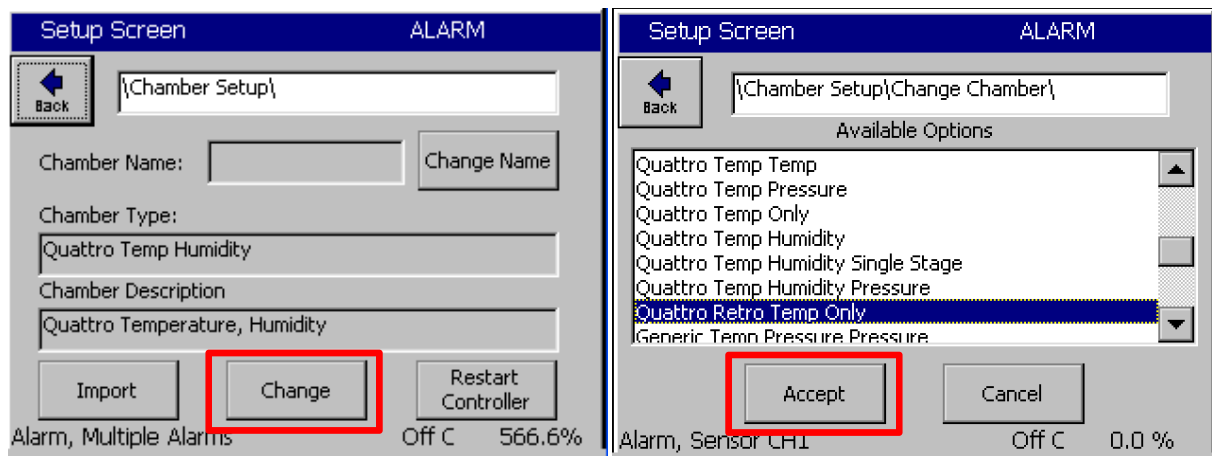 Setup Screen ALARM
Back
\Chamber Setup\
Chamber Name:
Change Name
Chamber Type:
Quattro Temp Humidity
Chamber Description
Quattro Temperature, Humidity
Import
Change
Restart
Controller
Alarm, Multiple Alarms Off C 566.6%
Setup Screen ALARM
Back
\Chamber Setup\Change Chamber\
Available Options
Quattro Temp Temp
Quattro Temp Pressure
Quattro Temp Only
Quattro Temp Humidity
Quattro Temp Humidity Single Stage
Quattro Temp Humidity Pressure
Quattro Retro Temp Only
Generic Temp Pressure Pressure
Accept
Cancel
Alarm, Sensor CH1 Off C 0.0 %